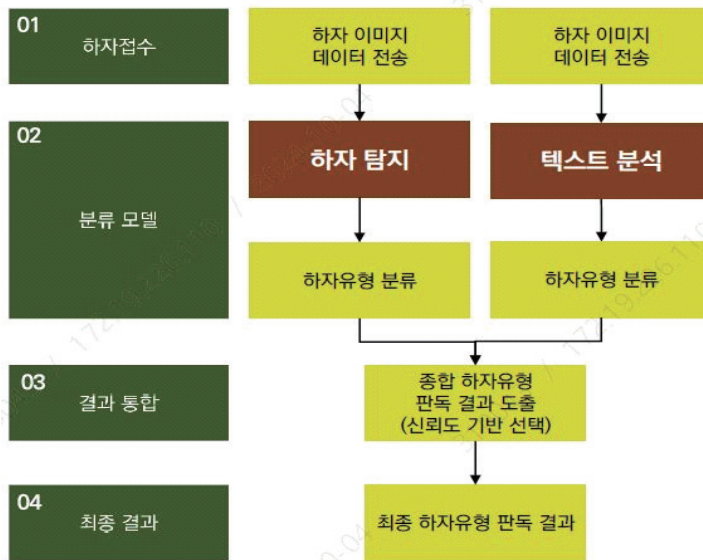 01
하자접수
하자 이미지
데이터 전송
하자 이미지
데이터 전송
02
분류 모델
하자 탐지
텍스트 분석
하자유형 분류
하자유형 분류
03
결과 통합
종합 하자유형
판독 결과 도출
(신뢰도 기반 선택)
04
최종 결과
최종 하자유형 판독 결과